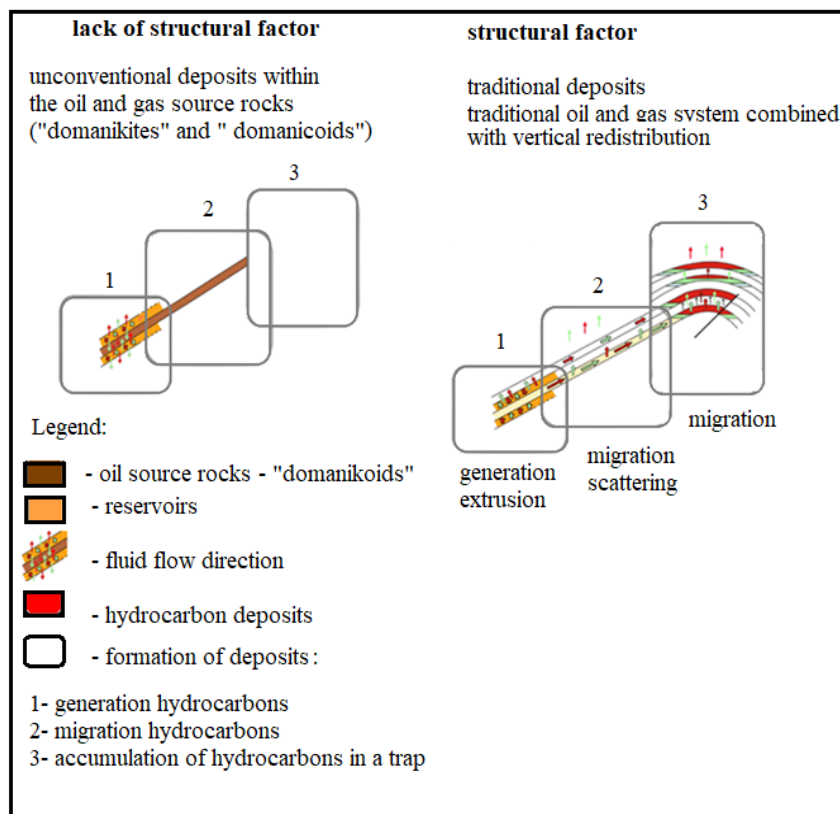 lack of structural factor
unconventional deposits within
the oil and gas source rocks
("domanikites" and " domanicoids")
3
2
1
structural factor
traditional deposits
traditional oil and gas system combined
with vertical redistribution
3
2
1
migration
migration
scattering
generation
extrusion
Legend:
- oil source rocks - "domanikoids"
- reservoirs
- fluid flow direction
- hydrocarbon deposits
- formation of deposits :
1- generation hydrocarbons
2- migration hydrocarbons
3- accumulation of hydrocarbons in a trap